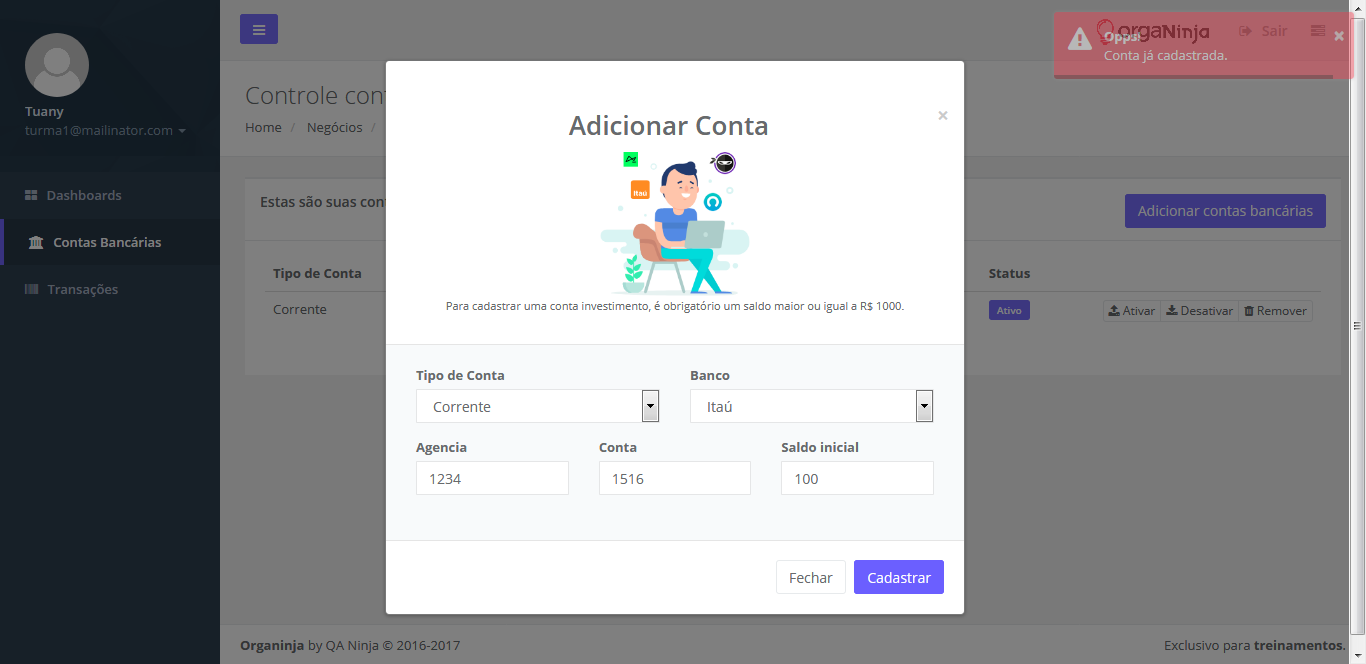 Tuany
turma1@mailinator.com
Dashboards
Contas Bancárias
Transações
orgaNinja
Sair
Opps!
Conta já cadastrada.
Controle con
Home / Negócios /
Estas são suas con
Adicionar contas bancárias
Tipo de Conta
Status
Corrente
Ativo
Ativar
Desativar
Remover
Adicionar Conta
×
Itaú
Para cadastrar uma conta investimento, é obrigatório um saldo maior ou igual a R$ 1000.
Tipo de Conta
Banco
Corrente
Itaú
Agencia
Conta
Saldo inicial
1234
1516
100
Fechar
Cadastrar
Organinja by QA Ninja © 2016-2017
Exclusivo para treinamentos.